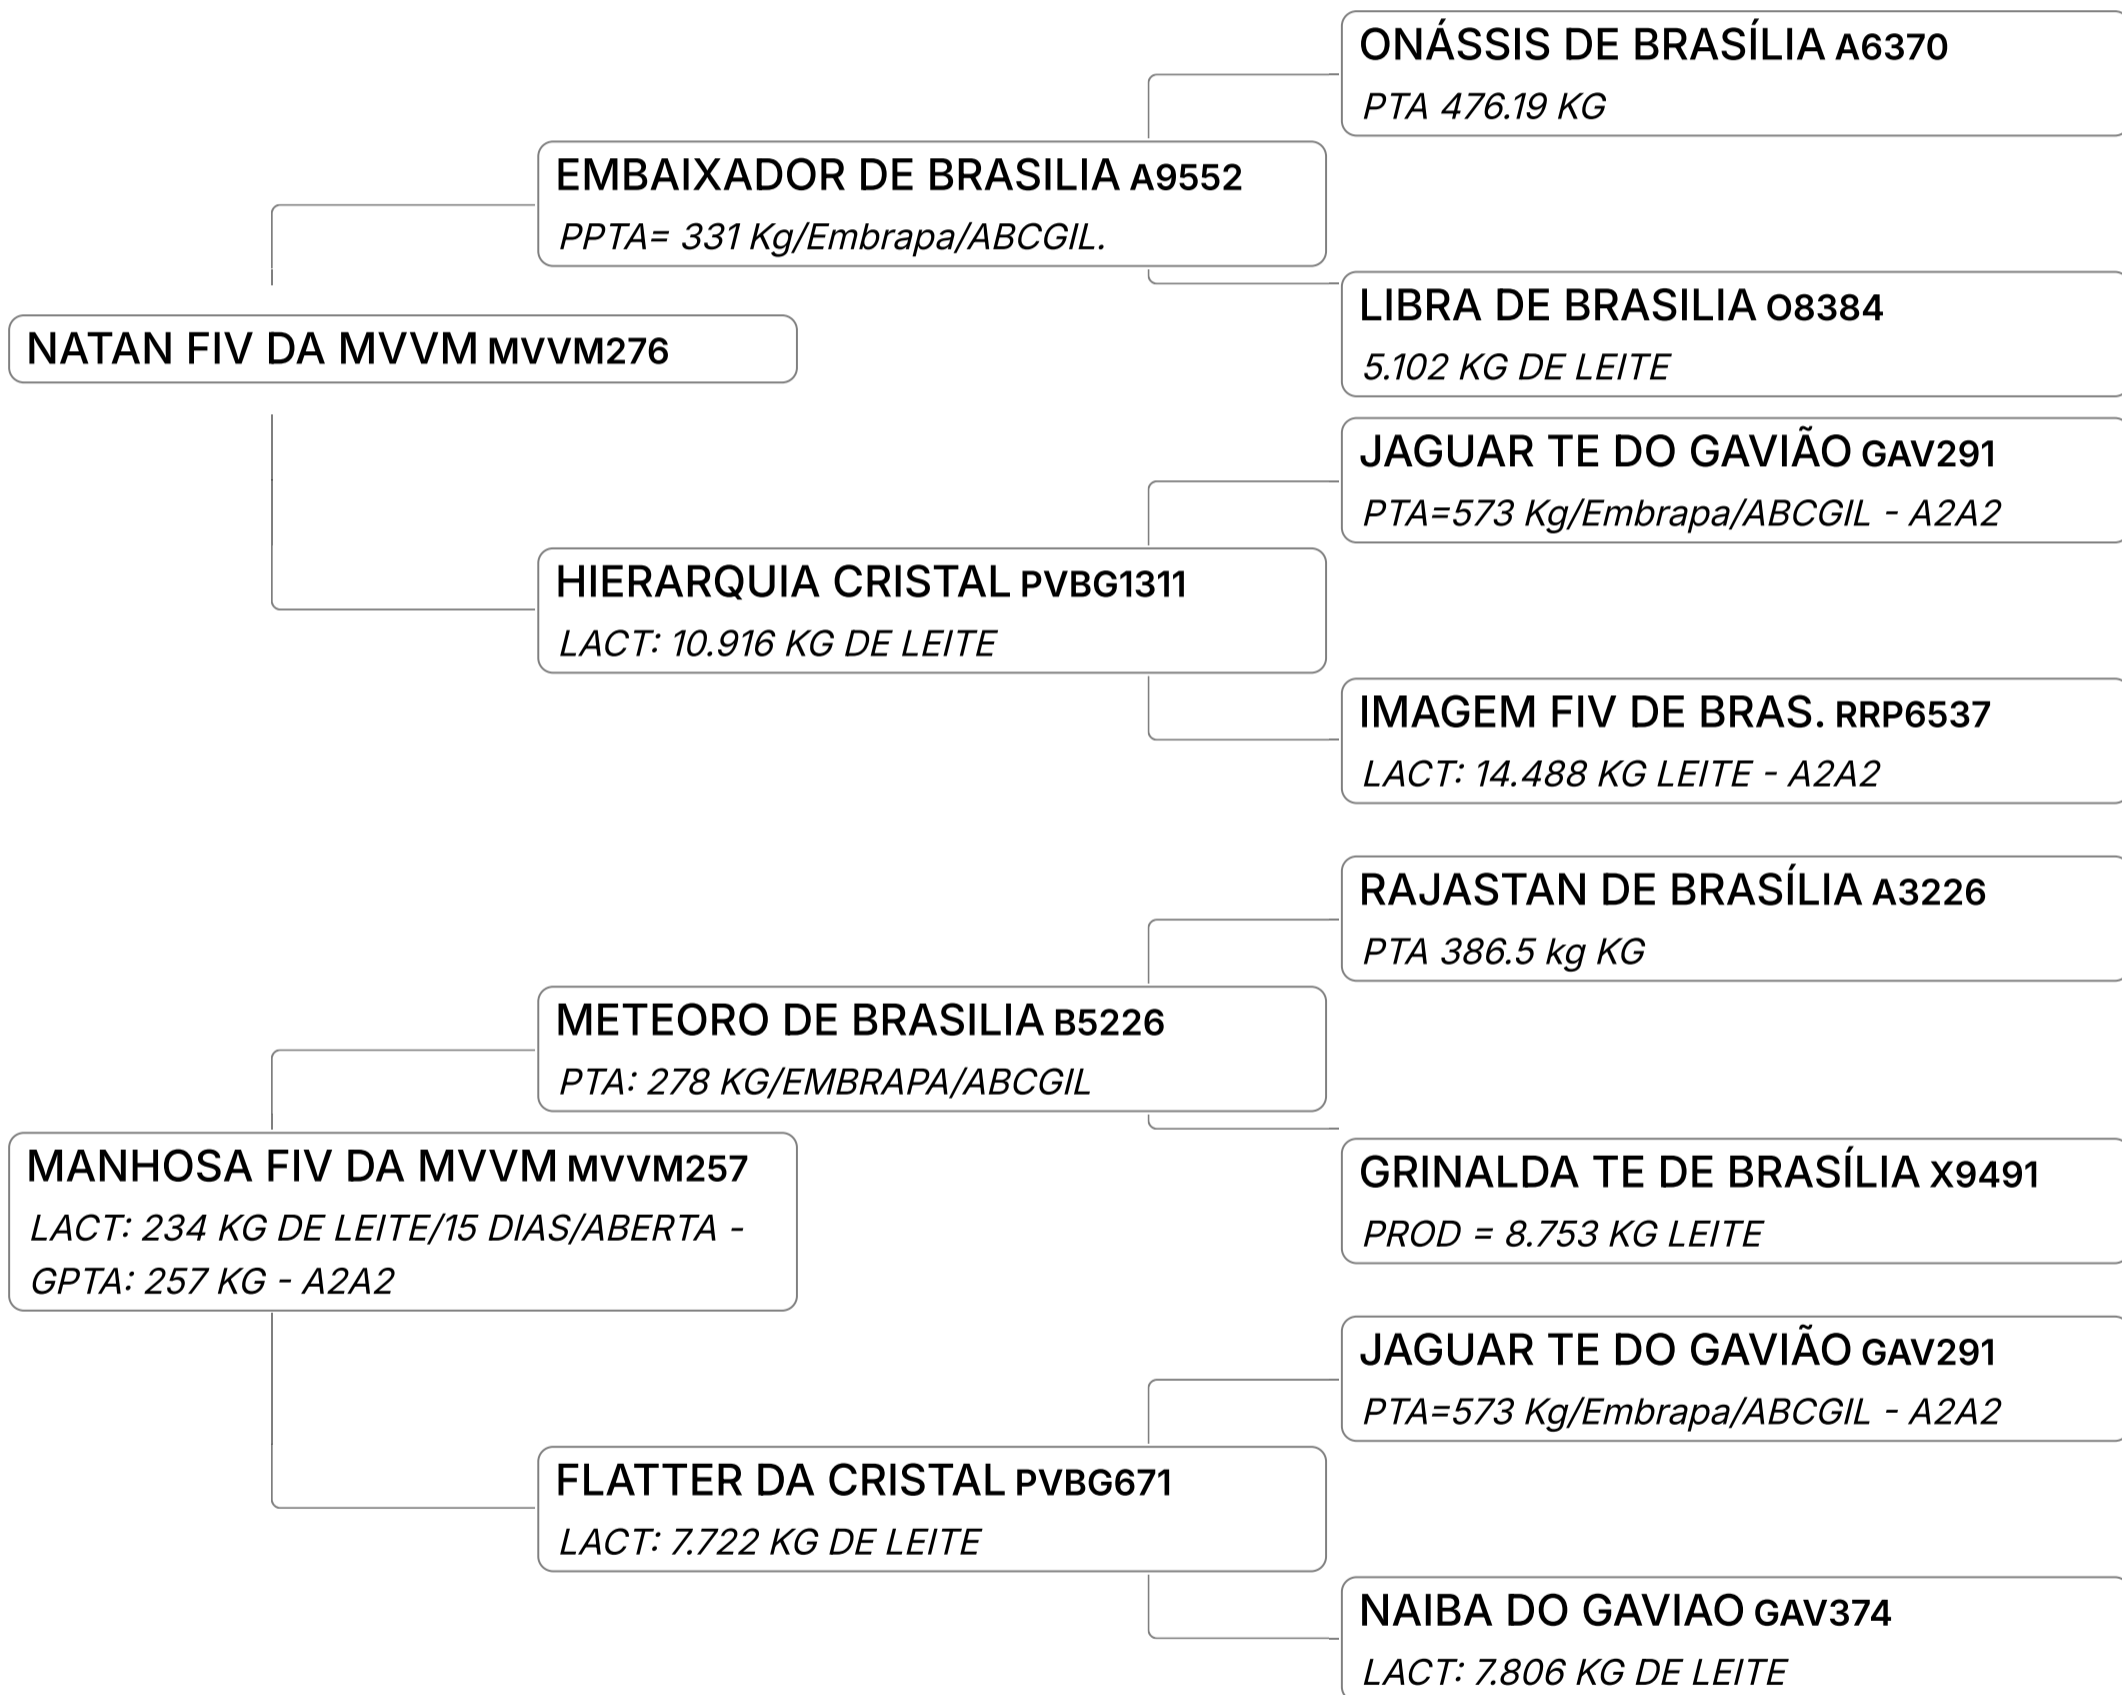 ONÁSSIS DE BRASÍLIA A6370
PTA 476.19 KG
EMBAIXADOR DE BRASILIA A9552
PPTA= 331 Kg/Embrapa/ABCGIL.
LIBRA DE BRASILIA O8384
5.102 KG DE LEITE
NATAN FIV DA MVVM MVVM276
JAGUAR TE DO GAVIÃO GAV291
PTA=573 Kg/Embrapa/ABCGIL - A2A2
HIERARQUIA CRISTAL PVBG1311
LACT: 10.916 KG DE LEITE
IMAGEM FIV DE BRAS. RRP6537
LACT: 14.488 KG LEITE - A2A2
RAJASTAN DE BRASÍLIA A3226
PTA 386.5 kg KG
METEORO DE BRASILIA B5226
PTA: 278 KG/EMBRAPA/ABCGIL
MANHOSA FIV DA MVVM MVVM257
LACT: 234 KG DE LEITE/15 DIAS/ABERTA -
GPTA: 257 KG - A2A2
GRINALDA TE DE BRASÍLIA X9491
PROD = 8.753 KG LEITE
JAGUAR TE DO GAVIÃO GAV291
PTA=573 Kg/Embrapa/ABCGIL - A2A2
FLATTER DA CRISTAL PVBG671
LACT: 7.722 KG DE LEITE
NAIBA DO GAVIAO GAV374
LACT: 7.806 KG DE LEITE